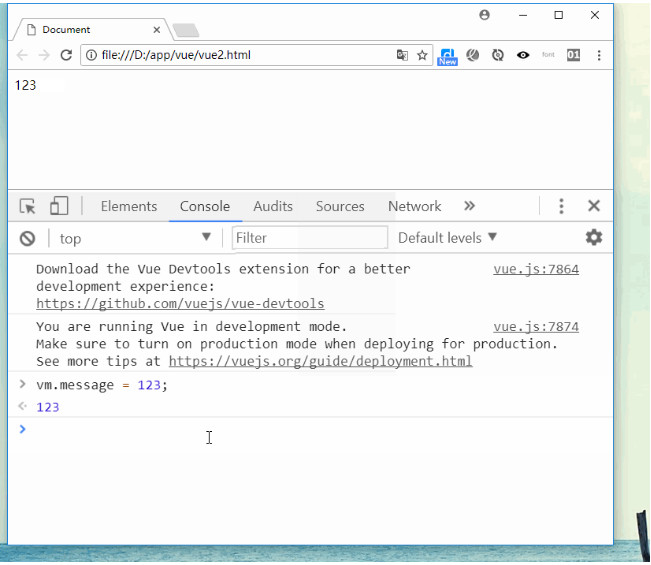 Document
file:///D:/app/vue/vue2.html
New
font
01
123
Elements Console Audits Sources Network »
top Filter Default levels
Download the Vue Devtools extension for a better vue.js:7864
development experience:
https://github.com/vuejs/vue-devtools
You are running Vue in development mode. vue.js:7874
Make sure to turn on production mode when deploying for production.
See more tips at https://vuejs.org/guide/deployment.html
> vm.message = 123;
123
>